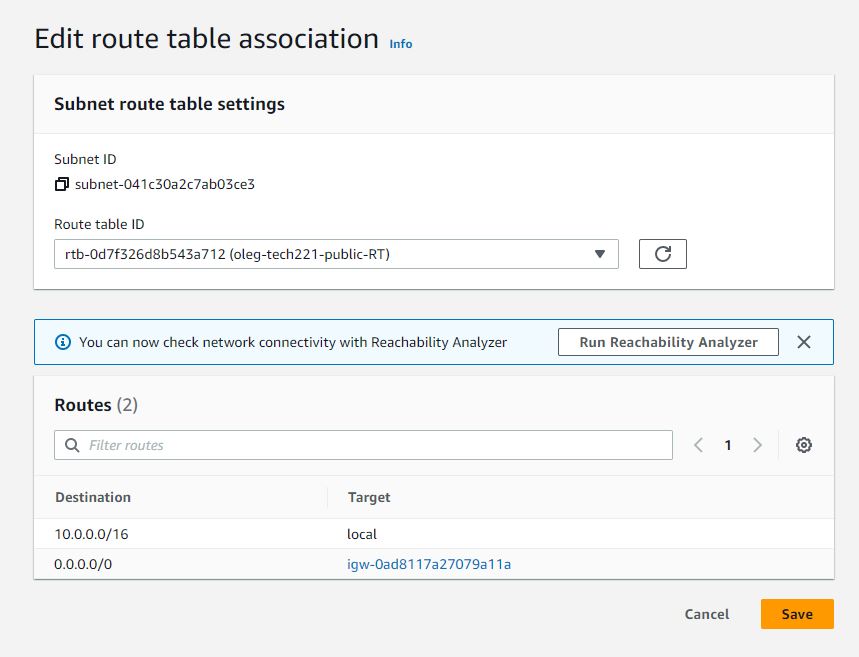 Edit route table association Info
Subnet route table settings
Subnet ID
subnet-041c30a2c7ab03ce3
Route table ID
rtb-0d7f326d8b543a712 (oleg-tech221-public-RT)
You can now check network connectivity with Reachability Analyzer Run Reachability Analyzer
Routes (2)
Filter routes 1
Destination Target
10.0.0.0/16 local
0.0.0.0/0 igw-0ad8117a27079a11a
Cancel Save